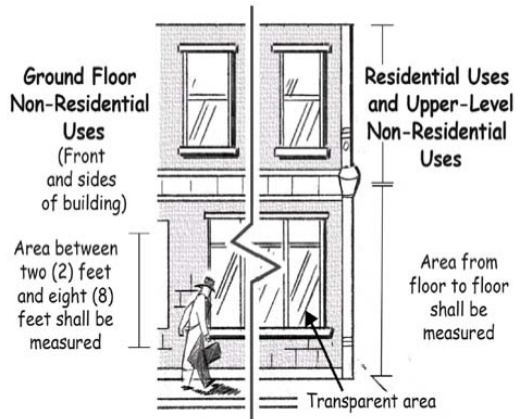 Ground Floor
Non-Residential
Uses
(Front
and sides
of building)
Area between
two (2) feet
and eight (8)
feet shall be
measured
Residential Uses
and Upper-Level
Non-Residential
Uses
Area from
floor to floor
shall be
measured
Transparent area